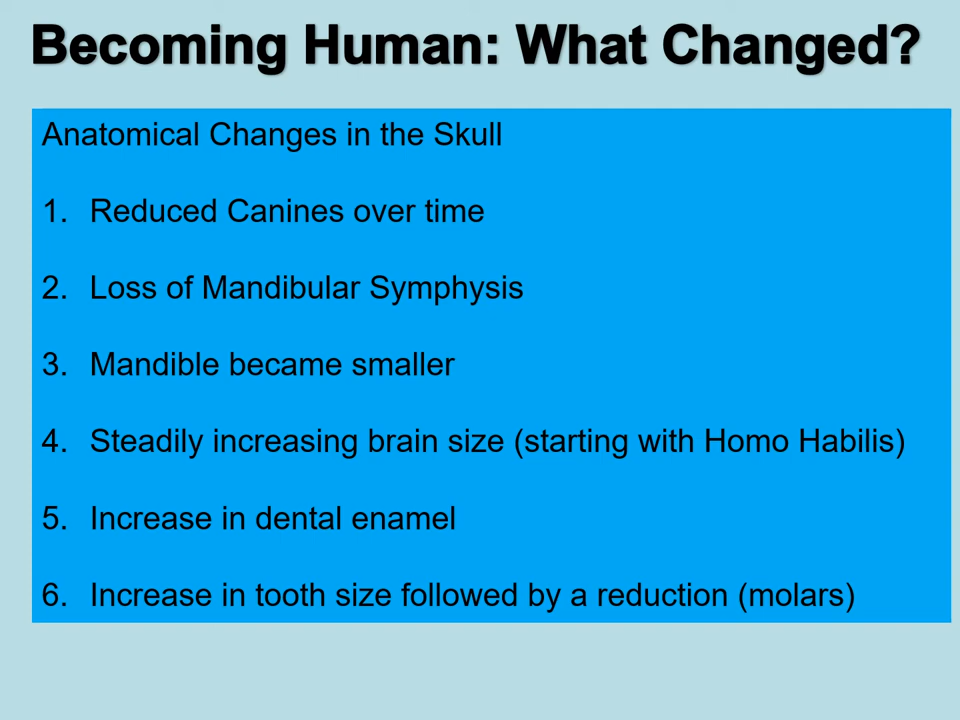 Becoming Human: What Changed?
Anatomical Changes in the Skull
1. Reduced Canines over time
2. Loss of Mandibular Symphysis
3. Mandible became smaller
4. Steadily increasing brain size (starting with Homo Habilis)
5. Increase in dental enamel
6. Increase in tooth size followed by a reduction (molars)